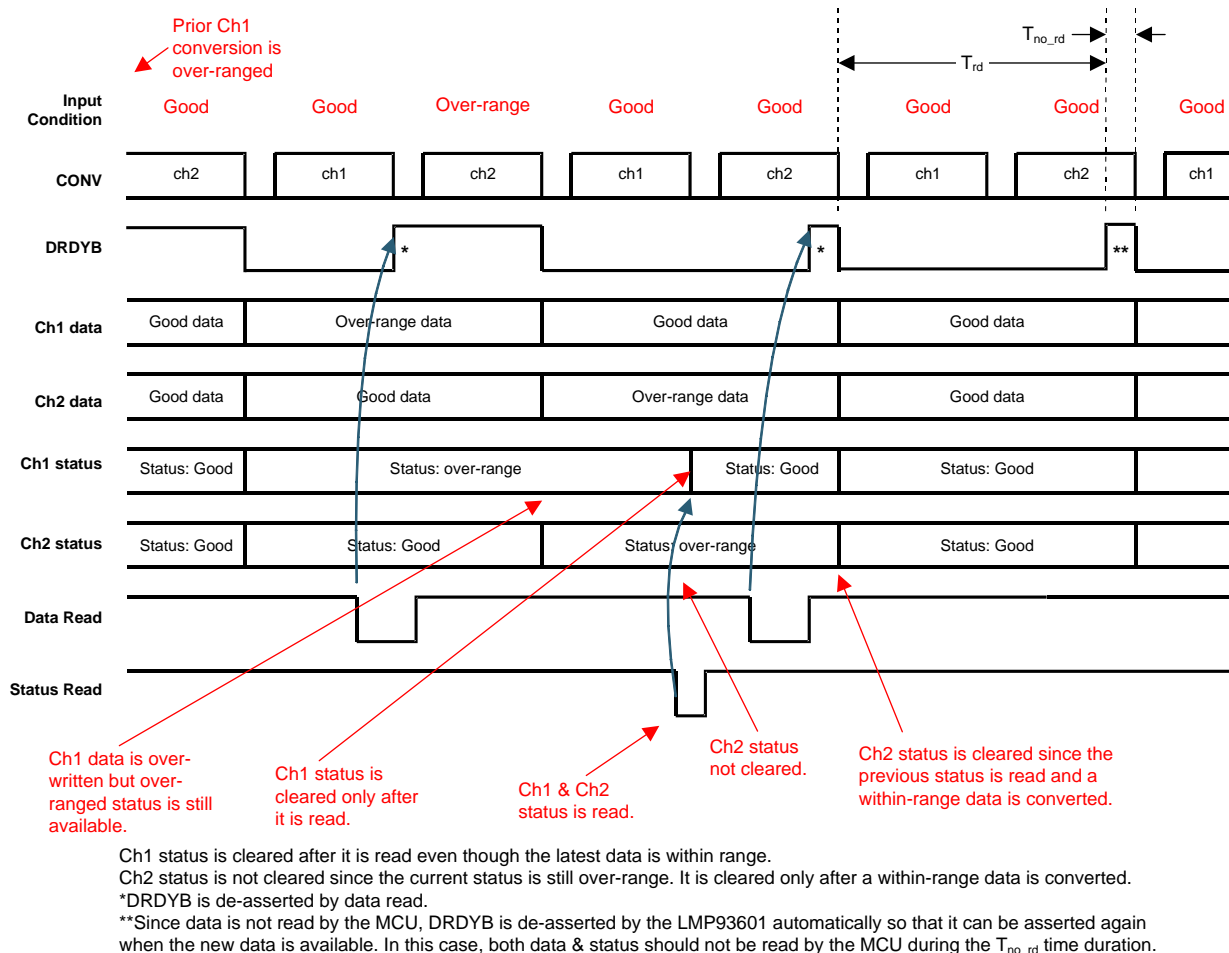 Prior Ch1
conversion is
over-ranged
T_no_rd
T_rd
Input
Condition
Good Good Over-range Good Good Good Good Good
CONV
ch2 ch1 ch2 ch1 ch2 ch1 ch2 ch1
DRDYB
* * **
Ch1 data
Good data Over-range data Good data Good data
Ch2 data
Good data Good data Over-range data Good data
Ch1 status
Status: Good Status: over-range Status: Good Status: Good
Ch2 status
Status: Good Status: Good Status: over-range Status: Good
Data Read
Status Read
Ch1 data is over-
written but over-
ranged status is still
available.
Ch1 status is
cleared only after
it is read.
Ch1 & Ch2
status is read.
Ch2 status
not cleared.
Ch2 status is cleared since the
previous status is read and a
within-range data is converted.
Ch1 status is cleared after it is read even though the latest data is within range.
Ch2 status is not cleared since the current status is still over-range. It is cleared only after a within-range data is converted.
*DRDYB is de-asserted by data read.
**Since data is not read by the MCU, DRDYB is de-asserted by the LMP93601 automatically so that it can be asserted again
when the new data is available. In this case, both data & status should not be read by the MCU during the T_no_rd time duration.